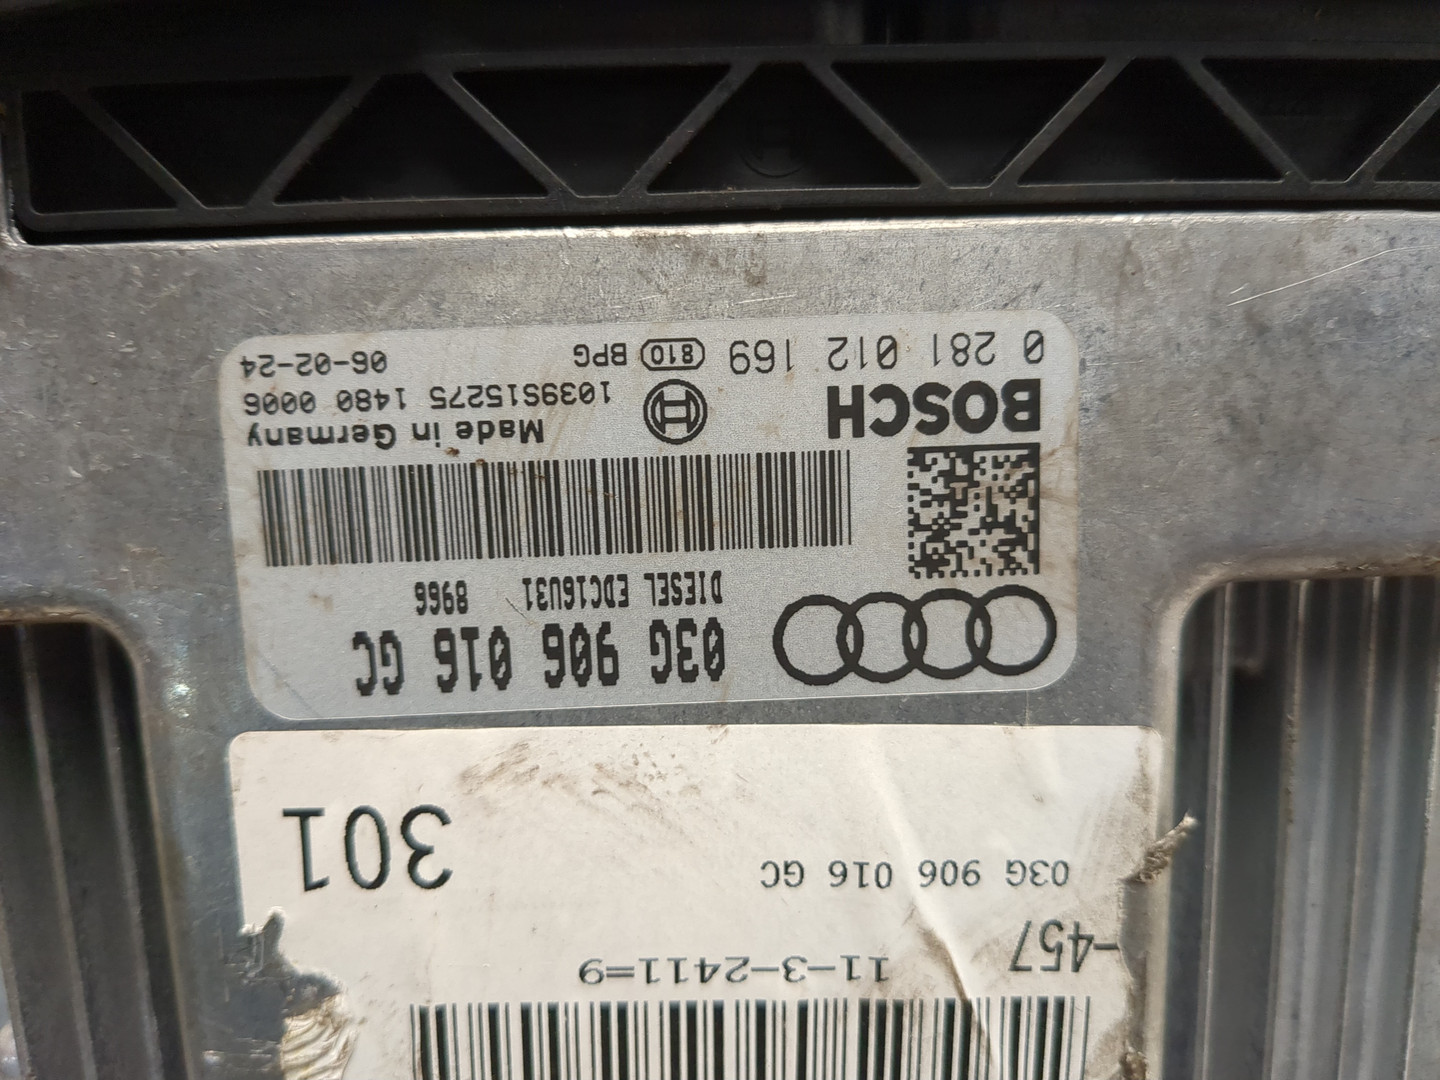 11-3-2411=9
-457
03G 906 016 GC
301
03G 906 016 GC
DIESEL EDC16U31 8966
BOSCH
Made in Germany
1039S15275 1480 0006
0 281 012 169 810 BPG 06-02-24